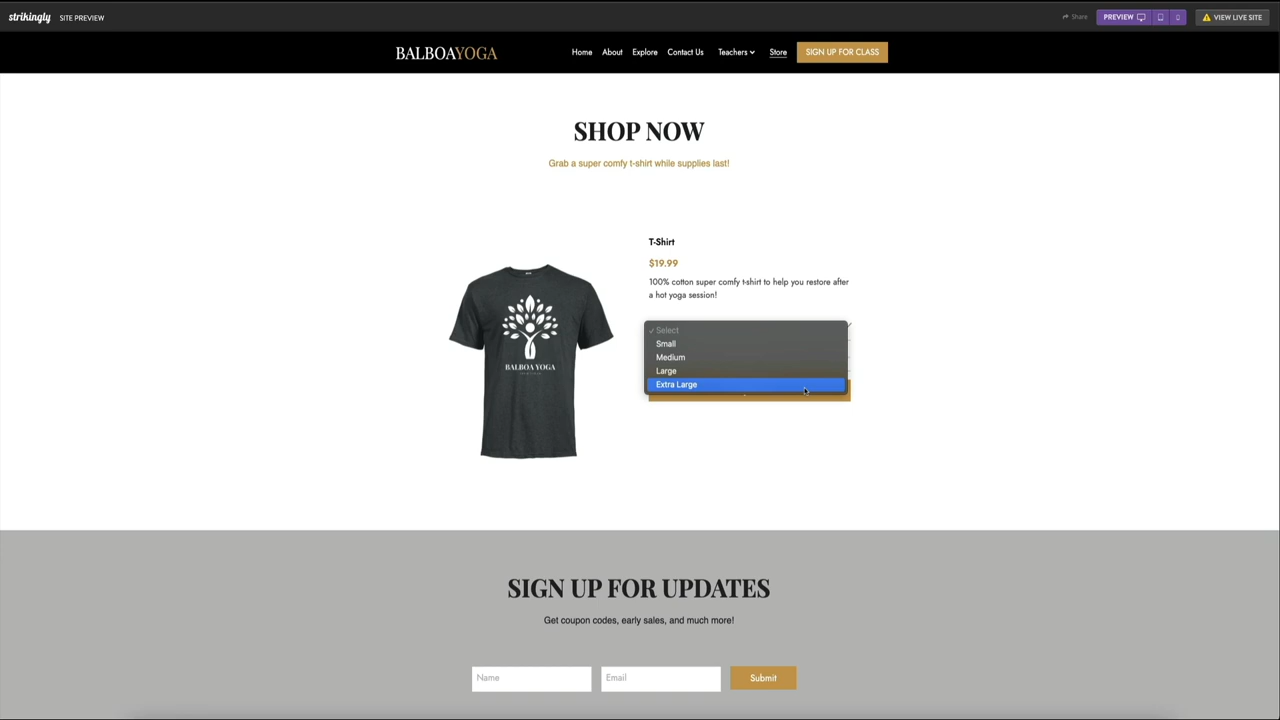 strikingly SITE PREVIEW Share PREVIEW VIEW LIVE SITE
BALBOAYOGA Home About Explore Contact Us Teachers Store SIGN UP FOR CLASS
SHOP NOW
Grab a super comfy t-shirt while supplies last!
T-Shirt
$19.99
100% cotton super comfy t-shirt to help you restore after
a hot yoga session!
✓ Select
Small
Medium
Large
Extra Large
BALBOA YOGA
SIGN UP FOR UPDATES
Get coupon codes, early sales, and much more!
Name Email Submit